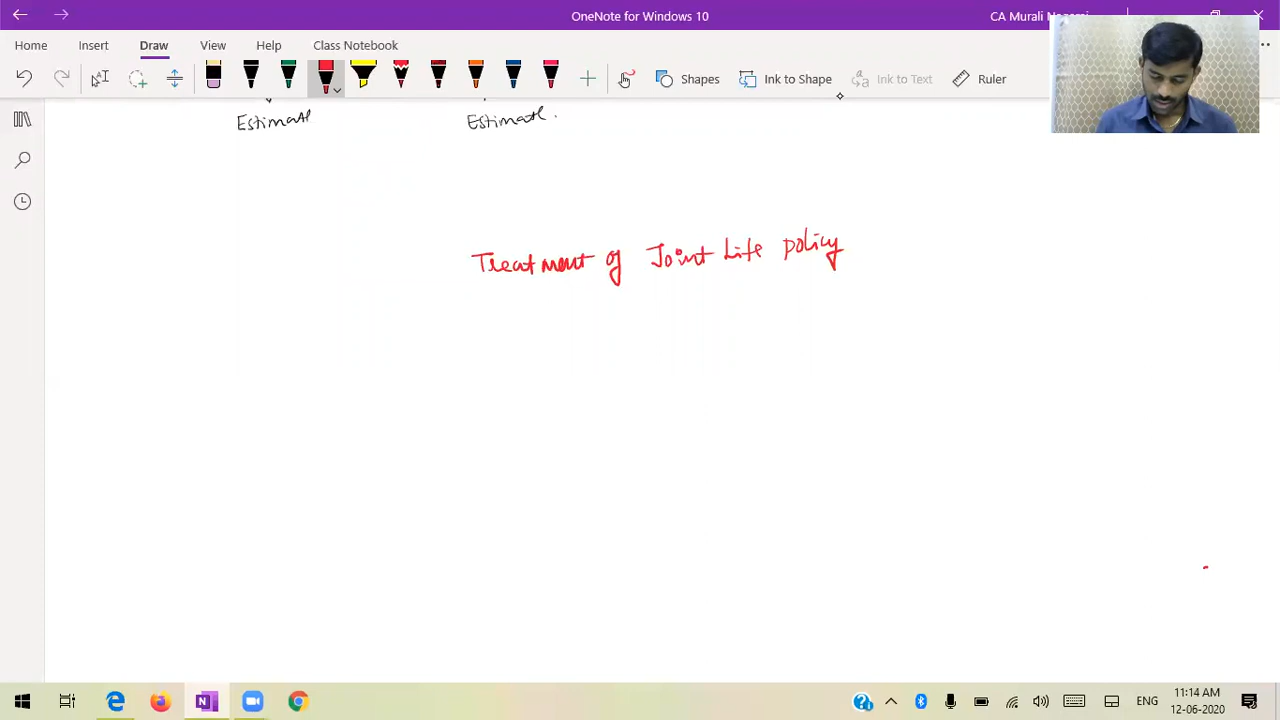 OneNote for Windows 10
CA Murali
Home Insert Draw View Help Class Notebook
Shapes Ink to Shape Ink to Text Ruler
Estimate Estimate.
Treatment of Joint Life policy
ENG 11:14 AM
12-06-2020